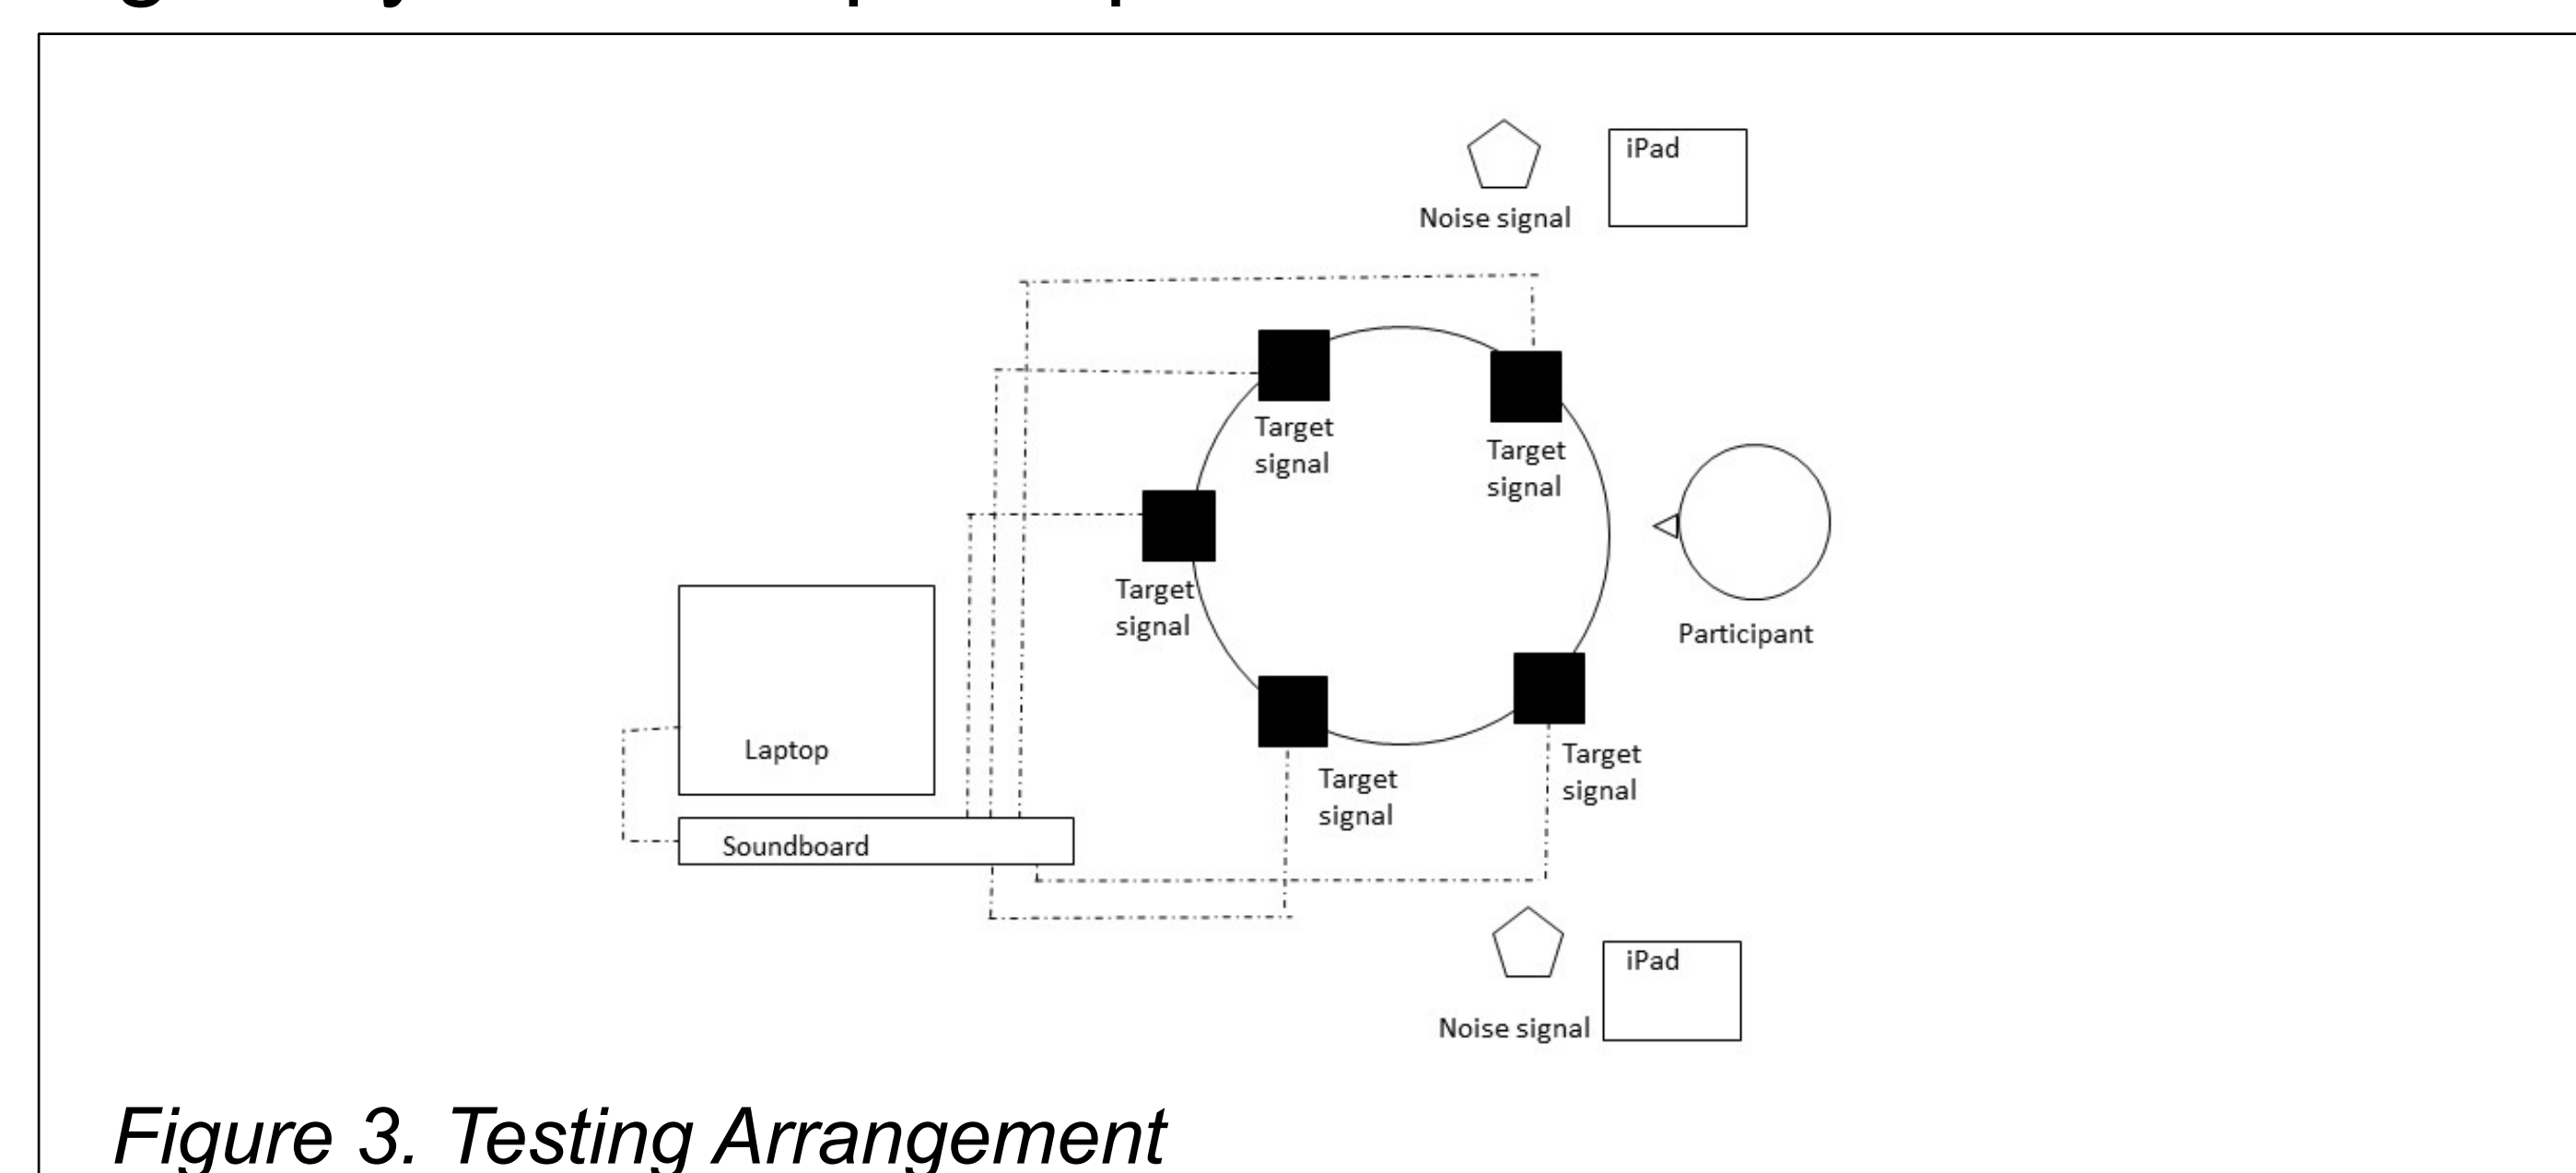 iPad
Noise signal
Target
signal
Target
signal
Target
signal
Participant
Laptop
Target
signal
Target
signal
Soundboard
iPad
Noise signal
Figure 3. Testing Arrangement